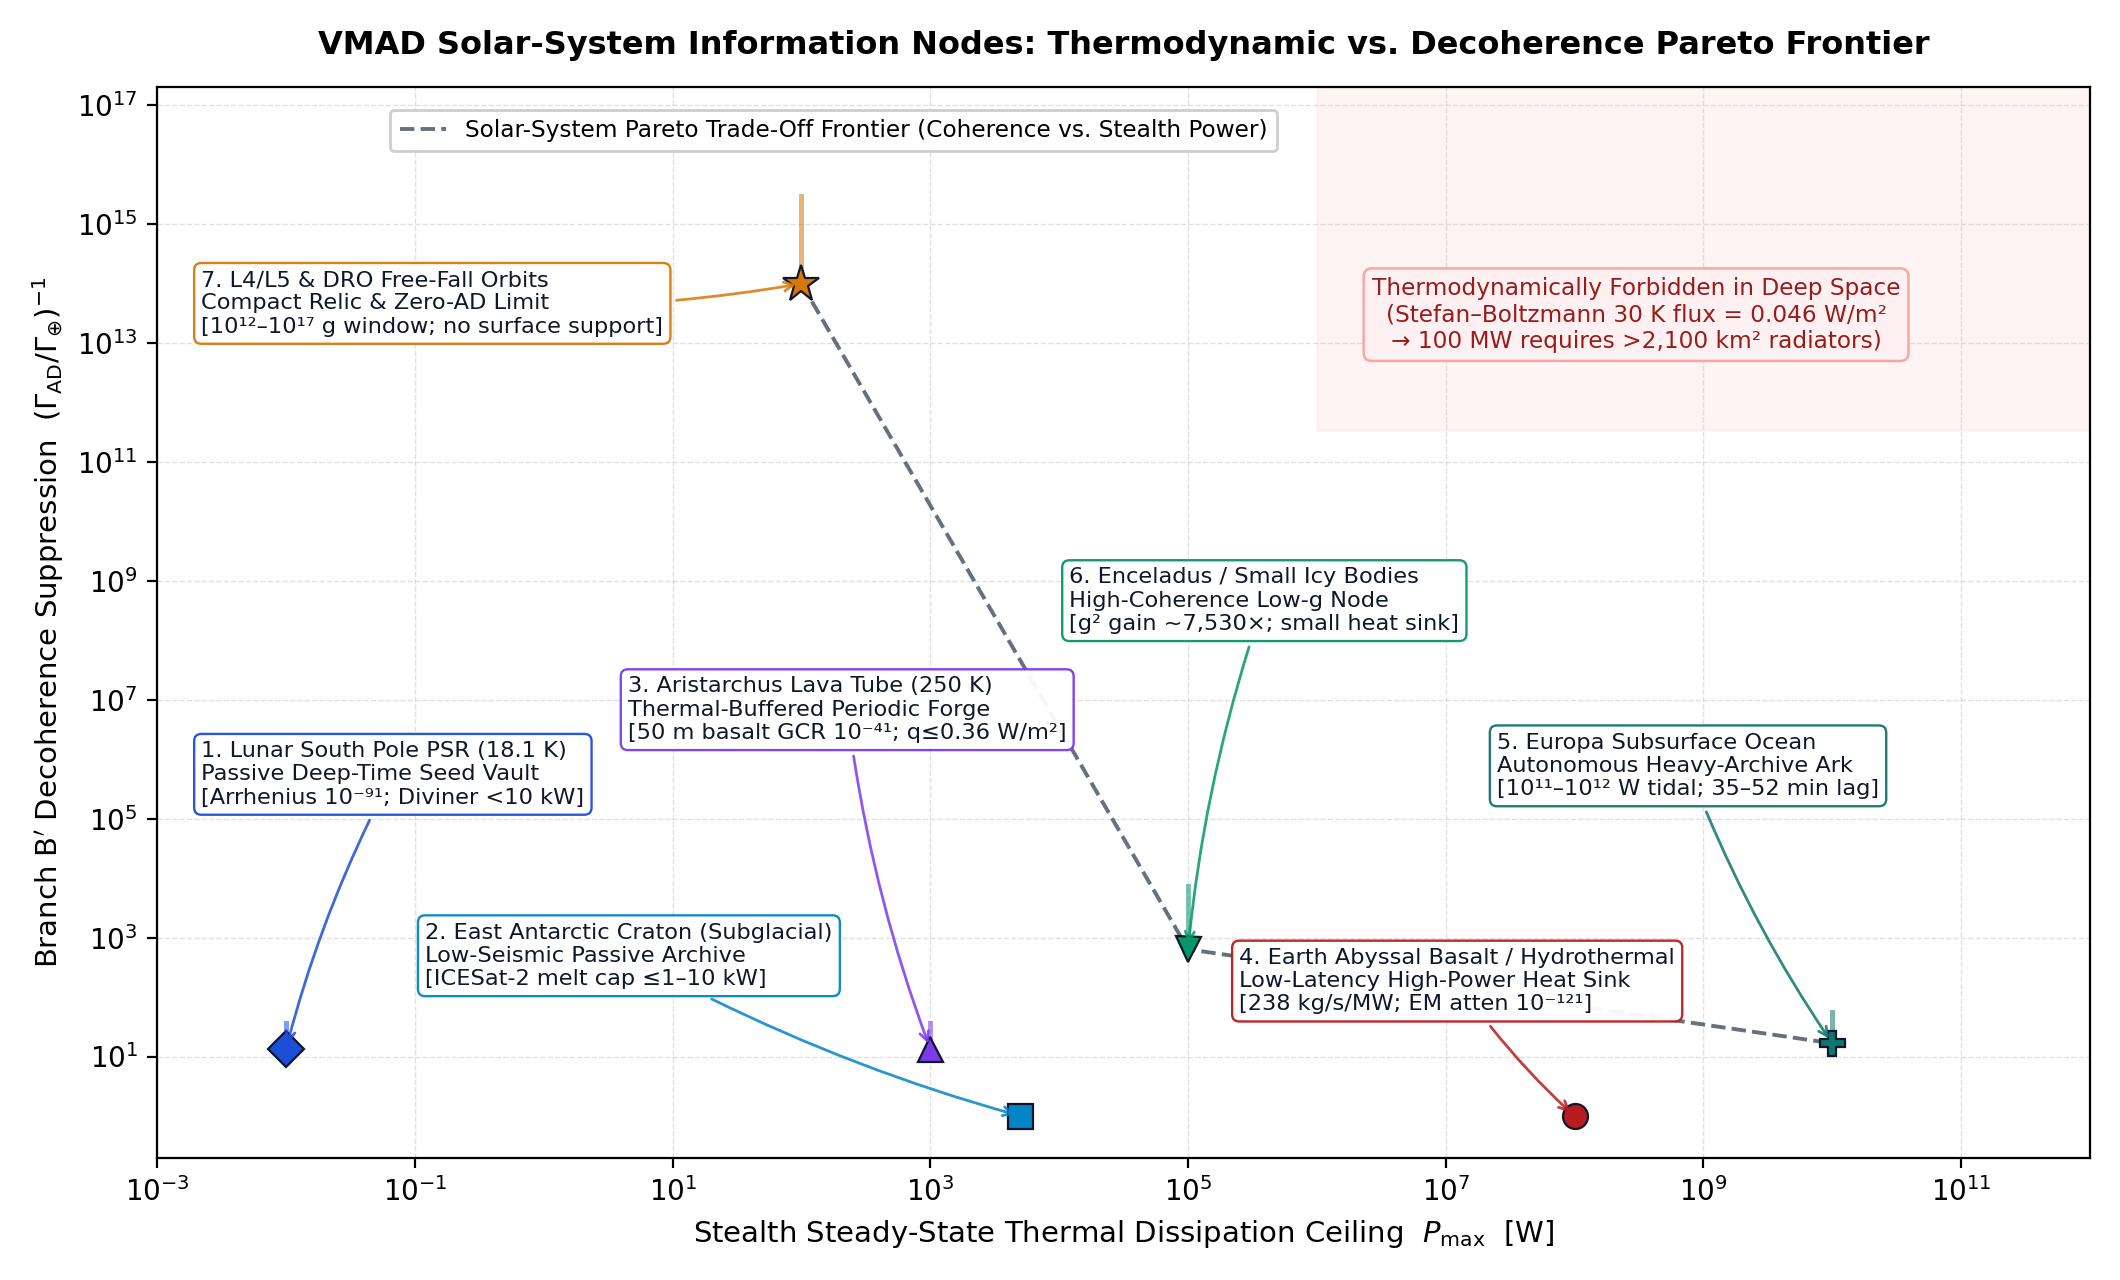 VMAD Solar-System Information Nodes: Thermodynamic vs. Decoherence Pareto Frontier
Branch B′ Decoherence Suppression (Γ_AD/Γ_⊕)⁻¹
10¹⁷
10¹⁵
10¹³
10¹¹
10⁹
10⁷
10⁵
10³
10¹
Solar-System Pareto Trade-Off Frontier (Coherence vs. Stealth Power)
7. L4/L5 & DRO Free-Fall Orbits
Compact Relic & Zero-AD Limit
[10¹²–10¹⁷ g window; no surface support]
Thermodynamically Forbidden in Deep Space
(Stefan–Boltzmann 30 K flux = 0.046 W/m²
→ 100 MW requires >2,100 km² radiators)
6. Enceladus / Small Icy Bodies
High-Coherence Low-g Node
[g² gain ~7,530×; small heat sink]
3. Aristarchus Lava Tube (250 K)
Thermal-Buffered Periodic Forge
[50 m basalt GCR 10⁻⁴¹; q≤0.36 W/m²]
1. Lunar South Pole PSR (18.1 K)
Passive Deep-Time Seed Vault
[Arrhenius 10⁻⁹¹; Diviner <10 kW]
5. Europa Subsurface Ocean
Autonomous Heavy-Archive Ark
[10¹¹–10¹² W tidal; 35–52 min lag]
2. East Antarctic Craton (Subglacial)
Low-Seismic Passive Archive
[ICESat-2 melt cap ≤1–10 kW]
4. Earth Abyssal Basalt / Hydrothermal
Low-Latency High-Power Heat Sink
[238 kg/s/MW; EM atten 10⁻¹²¹]
10⁻³
10⁻¹
10¹
10³
10⁵
10⁷
10⁹
10¹¹
Stealth Steady-State Thermal Dissipation Ceiling P_max [W]